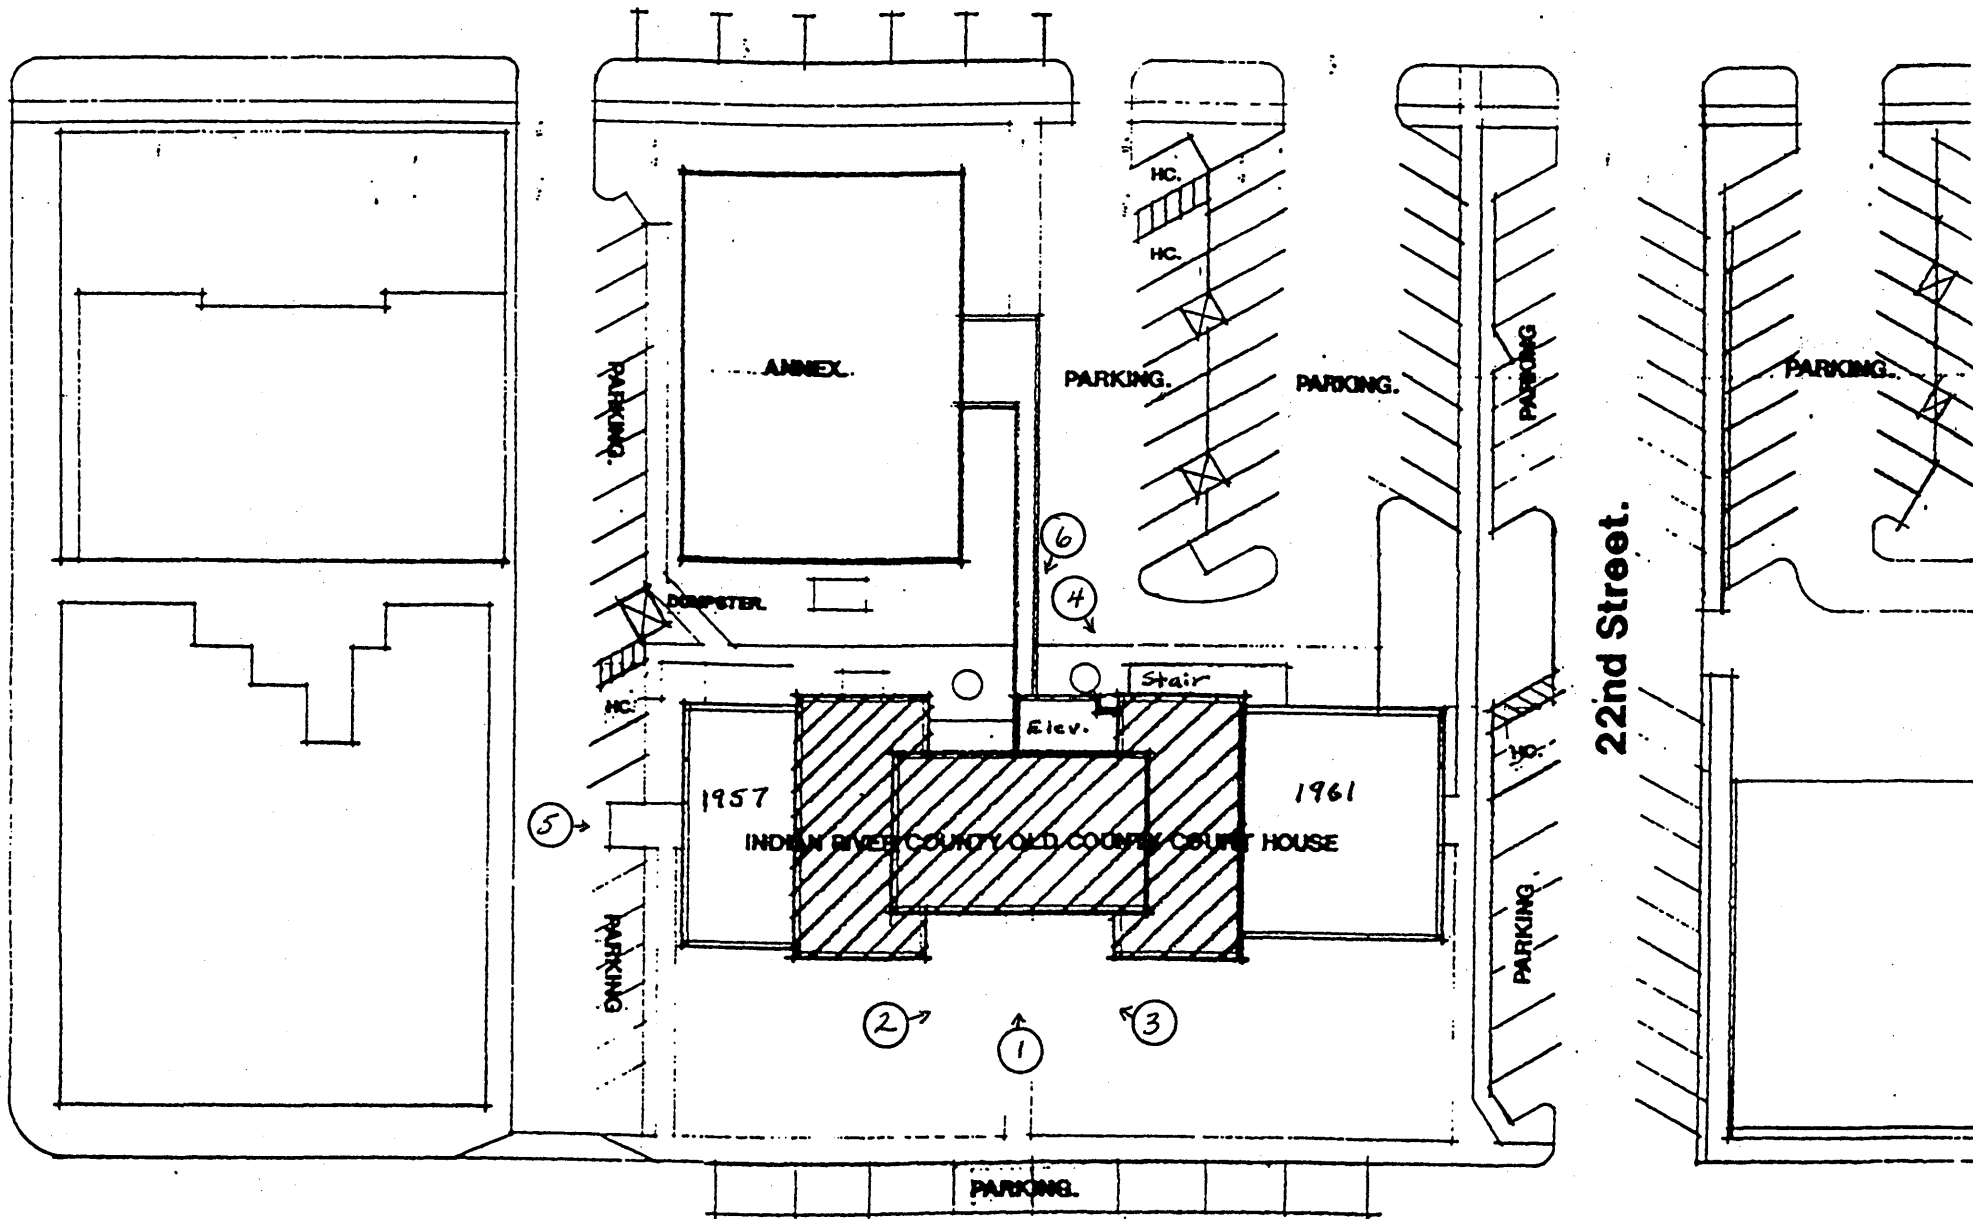 HC.
HC.
PARKING.
ANNEX.
PARKING.
PARKING.
PARKING
PARKING.
6
4
DUMPSTER.
22nd Street.
Stair
HC.
Elev.
HC.
1957
1961
5
INDIAN RIVER COUNTY OLD COUNTY COURT HOUSE
PARKING
PARKING
2
1
3
PARKING.